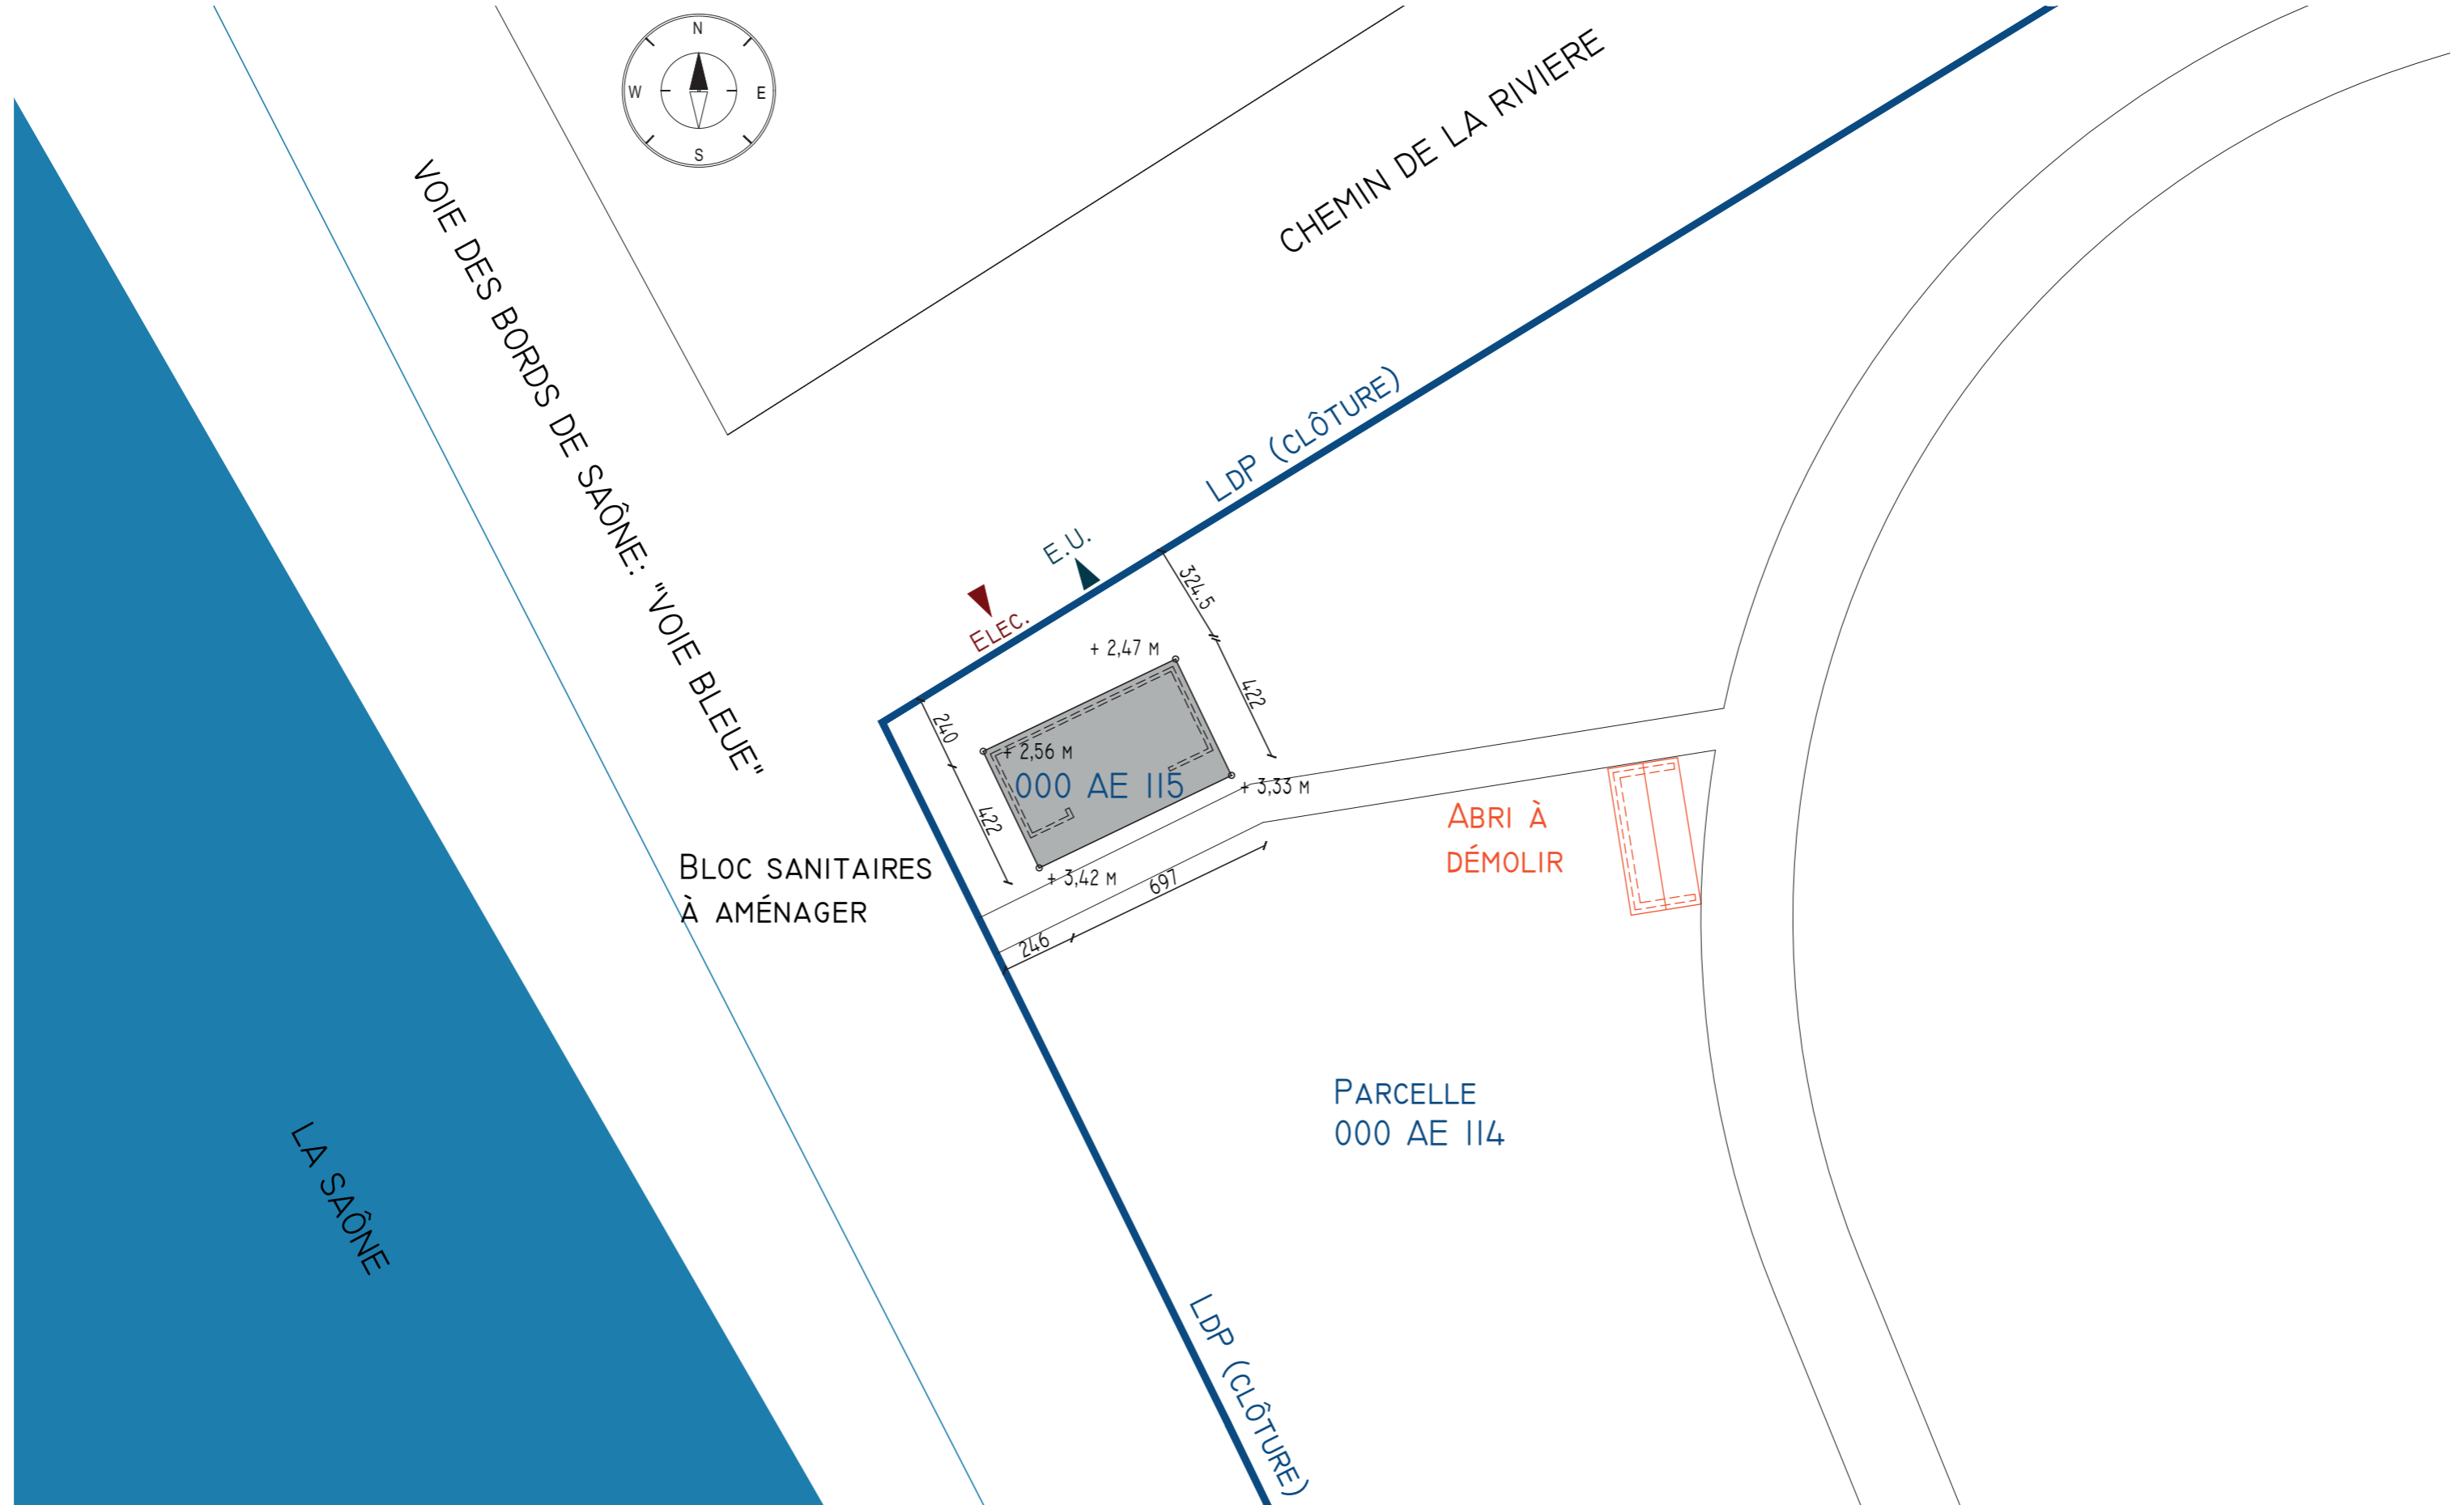 N
W
E
S
CHEMIN DE LA RIVIERE
VOIE DES BORDS DE SAÔNE: "VOIE BLEUE"
LDP (CLÔTURE)
E.U.
ELEC.
324.5
+ 2,47 M
422
240
+ 2,56 M
000 AE 115
+ 3,33 M
422
ABRI À
DÉMOLIR
BLOC SANITAIRES
À AMÉNAGER
+ 3,42 M
697
246
PARCELLE
000 AE 114
LA SAÔNE
LDP (CLÔTURE)